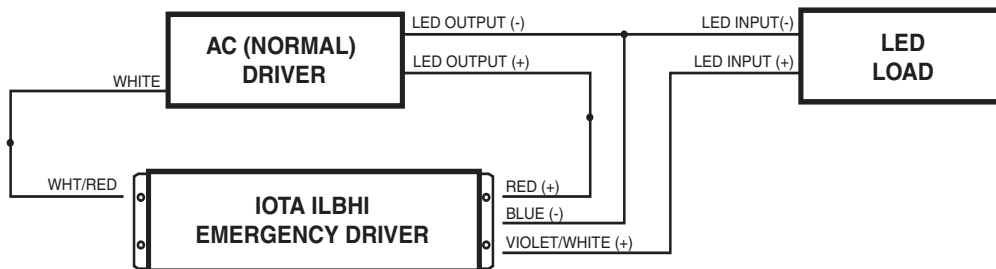 AC (NORMAL)
DRIVER
LED OUTPUT (-)
LED OUTPUT (+)
LED INPUT(-)
LED INPUT (+)
LED
LOAD
WHITE
WHT/RED
IOTA ILBHI
EMERGENCY DRIVER
RED (+)
BLUE (-)
VIOLET/WHITE (+)